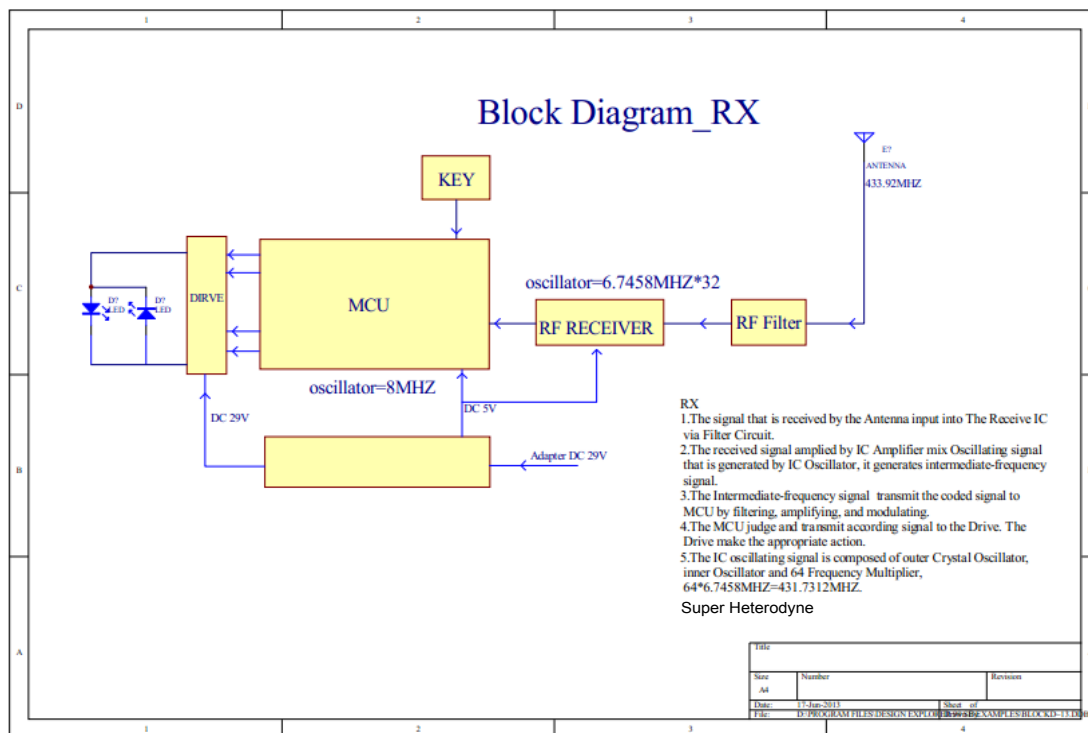 1 2 3 4
D
Block Diagram_RX
E?
ANTENNA
433.92MHZ
KEY
C
oscillator=6.7458MHZ*32
DIRVE
MCU
D?
LED
D?
LED
RF RECEIVER
RF Filter
oscillator=8MHZ
DC 29V
DC 5V
Adapter DC 29V
B
RX
1.The signal that is received by the Antenna input into The Receive IC
via Filter Circuit.
2.The received signal amplied by IC Amplifier mix Oscillating signal
that is generated by IC Oscillator, it generates intermediate-frequency
signal.
3.The Intermediate-frequency signal transmit the coded signal to
MCU by filtering, amplifying, and modulating.
4.The MCU judge and transmit according signal to the Drive. The
Drive make the appropriate action.
5.The IC oscillating signal is composed of outer Crystal Oscillator,
inner Oscillator and 64 Frequency Multiplier,
64*6.7458MHZ=431.7312MHZ.
Super Heterodyne
A
Title
Size Number Revision
A4
Date: 17-Jun-2013 Sheet of
File: D:\PROGRAM FILES\DESIGN
1 2 3 4